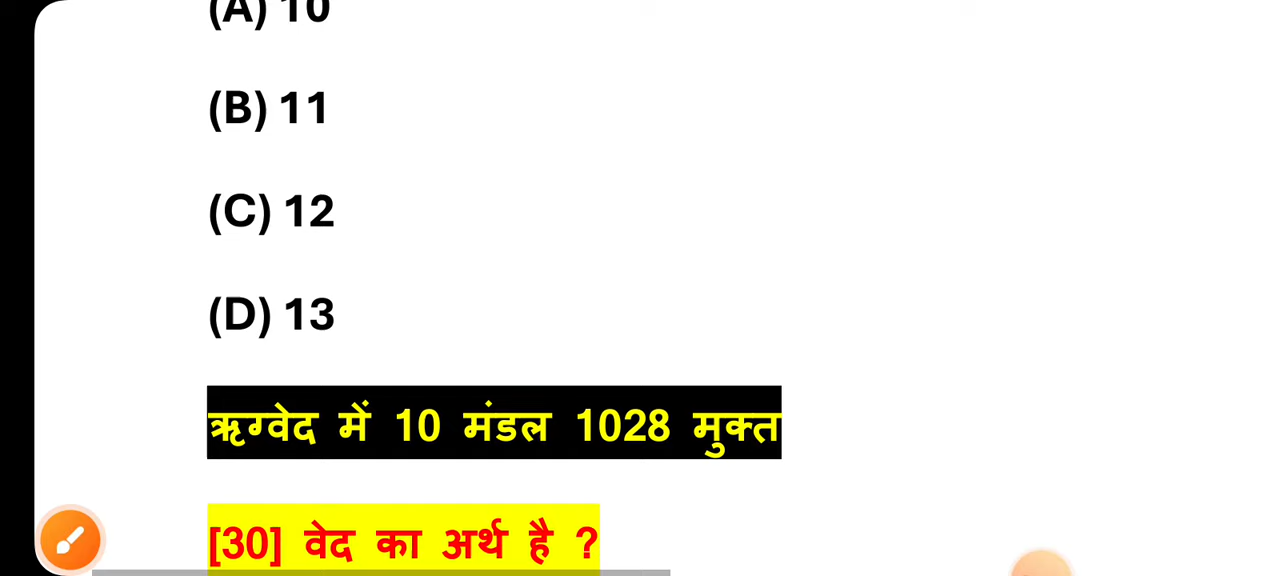 (A) 10
(B) 11
(C) 12
(D) 13
ऋग्वेद में 10 मंडल 1028 मुक्त
[30] वेद का अर्थ है ?